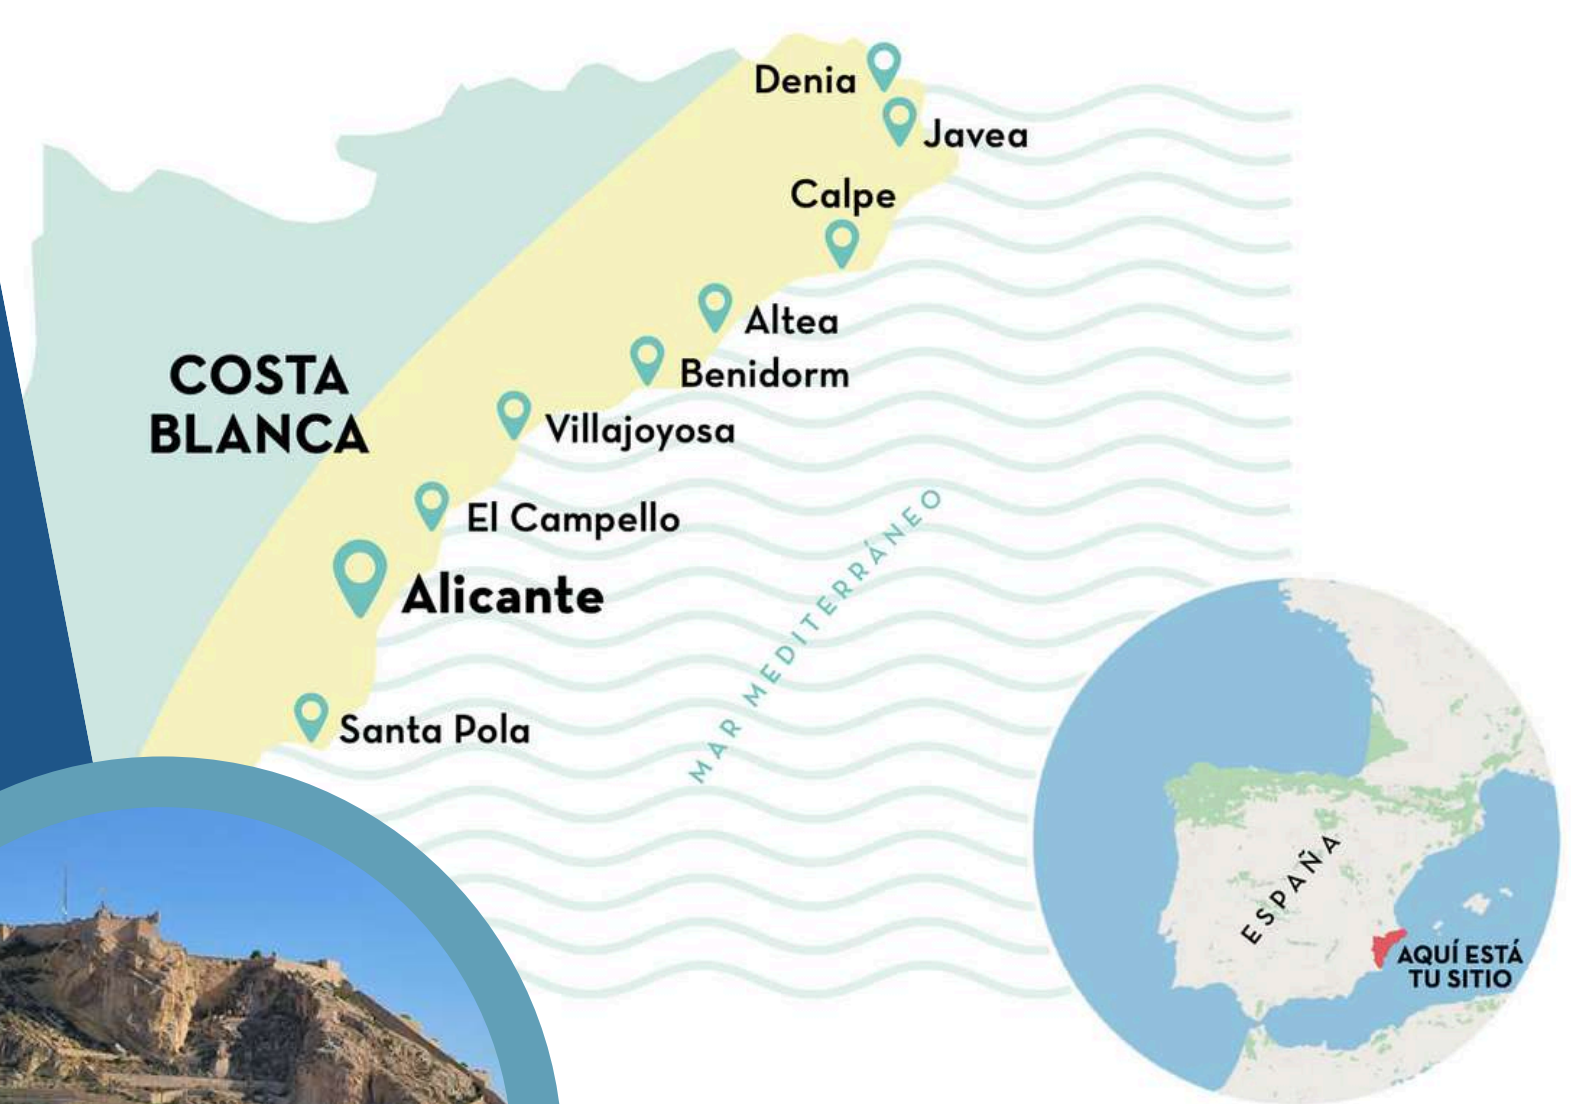 Denia
Javea
Calpe
Altea
COSTA
BLANCA
Benidorm
Villajoyosa
El Campello
Alicante
MAR MEDITERRÁNEO
Santa Pola
ESPAÑA
AQUÍ ESTÁ
TU SITIO